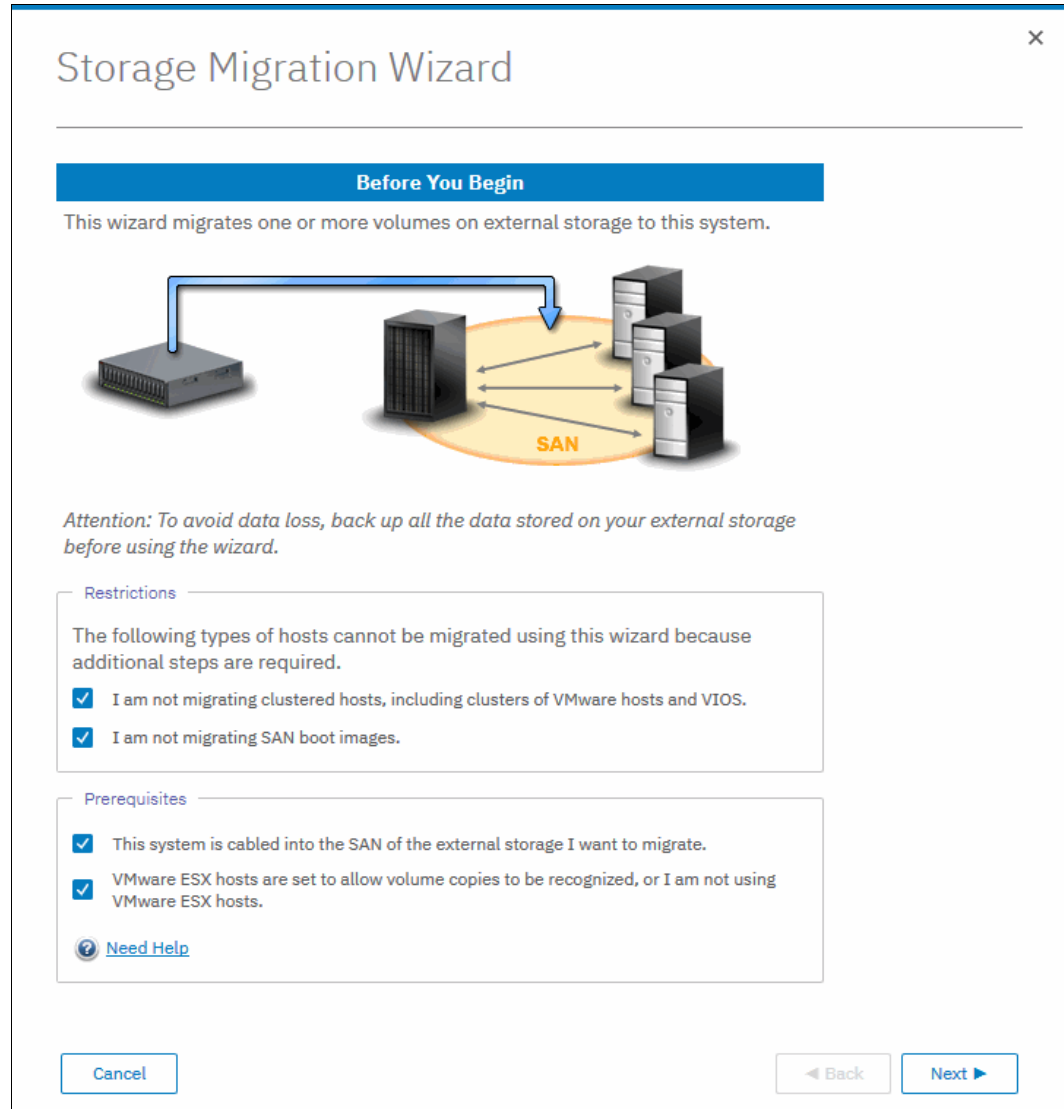 Storage Migration Wizard
Before You Begin
This wizard migrates one or more volumes on external storage to this system.
SAN
Attention: To avoid data loss, back up all the data stored on your external storage
before using the wizard.
Restrictions
The following types of hosts cannot be migrated using this wizard because
additional steps are required.
I am not migrating clustered hosts, including clusters of VMware hosts and VIOS.
I am not migrating SAN boot images.
Prerequisites
This system is cabled into the SAN of the external storage I want to migrate.
VMware ESX hosts are set to allow volume copies to be recognized, or I am not using
VMware ESX hosts.
Need Help
Cancel
Back
Next